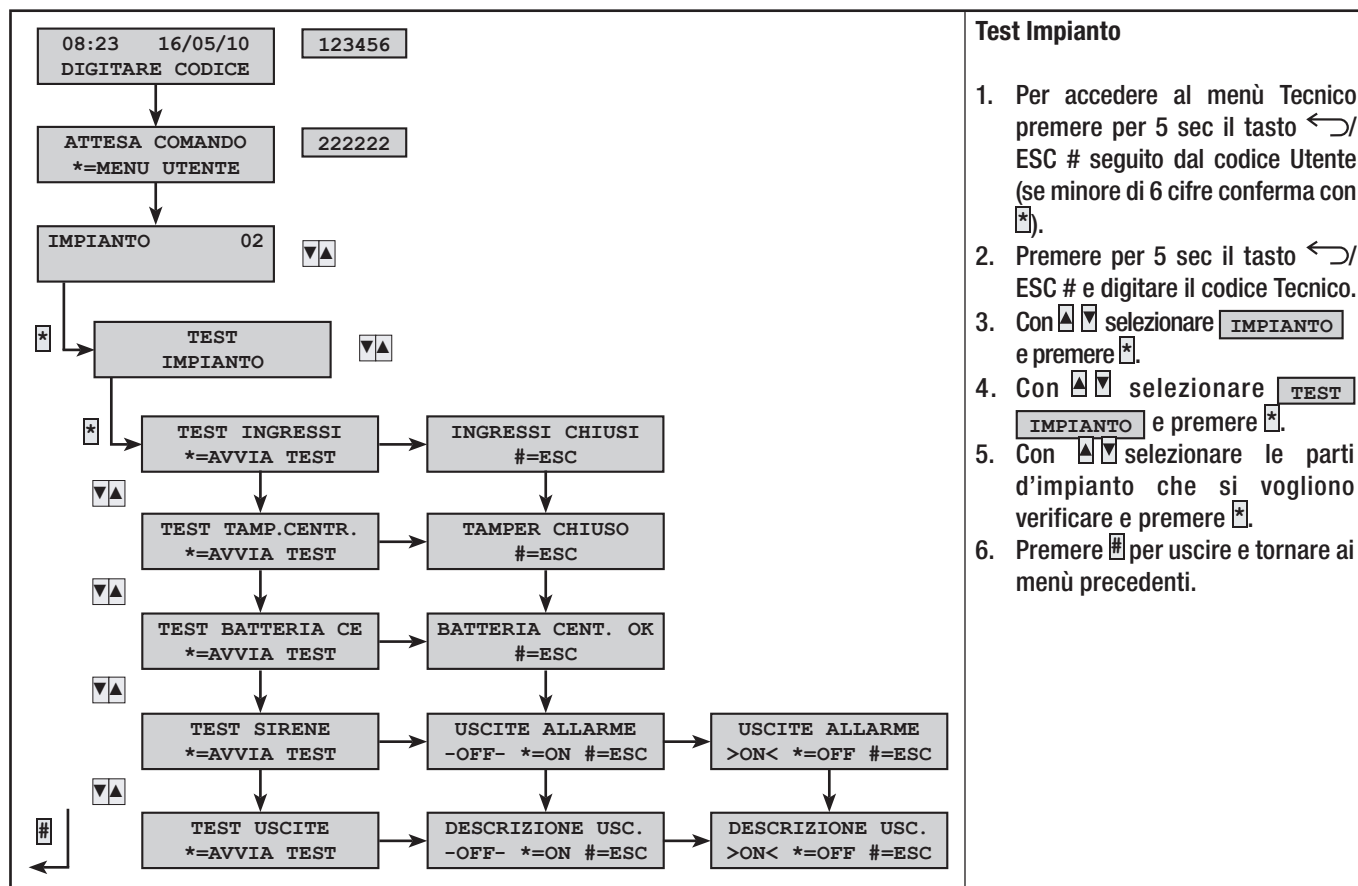 08:23 16/05/10
DIGITARE CODICE
123456
ATTESA COMANDO
*=MENU UTENTE
222222
IMPIANTO 02
▼▲
*
TEST
IMPIANTO
▼▲
*
TEST INGRESSI
*=AVVIA TEST
INGRESSI CHIUSI
#=ESC
▼▲
TEST TAMP.CENTR.
*=AVVIA TEST
TAMPER CHIUSO
#=ESC
▼▲
TEST BATTERIA CE
*=AVVIA TEST
BATTERIA CENT. OK
#=ESC
▼▲
TEST SIRENE
*=AVVIA TEST
USCITE ALLARME
-OFF- *=ON #=ESC
USCITE ALLARME
>ON< *=OFF #=ESC
▼▲
#
TEST USCITE
*=AVVIA TEST
DESCRIZIONE USC.
-OFF- *=ON #=ESC
DESCRIZIONE USC.
>ON< *=OFF #=ESC
Test Impianto
1. Per accedere al menù Tecnico
premere per 5 sec il tasto ⮌/
ESC # seguito dal codice Utente
(se minore di 6 cifre conferma con
*).
2. Premere per 5 sec il tasto ⮌/
ESC # e digitare il codice Tecnico.
3. Con ▲ ▼ selezionare IMPIANTO
e premere *.
4. Con ▲ ▼ selezionare TEST
IMPIANTO e premere *.
5. Con ▲ ▼ selezionare le parti
d'impianto che si vogliono
verificare e premere *.
6. Premere # per uscire e tornare ai
menù precedenti.